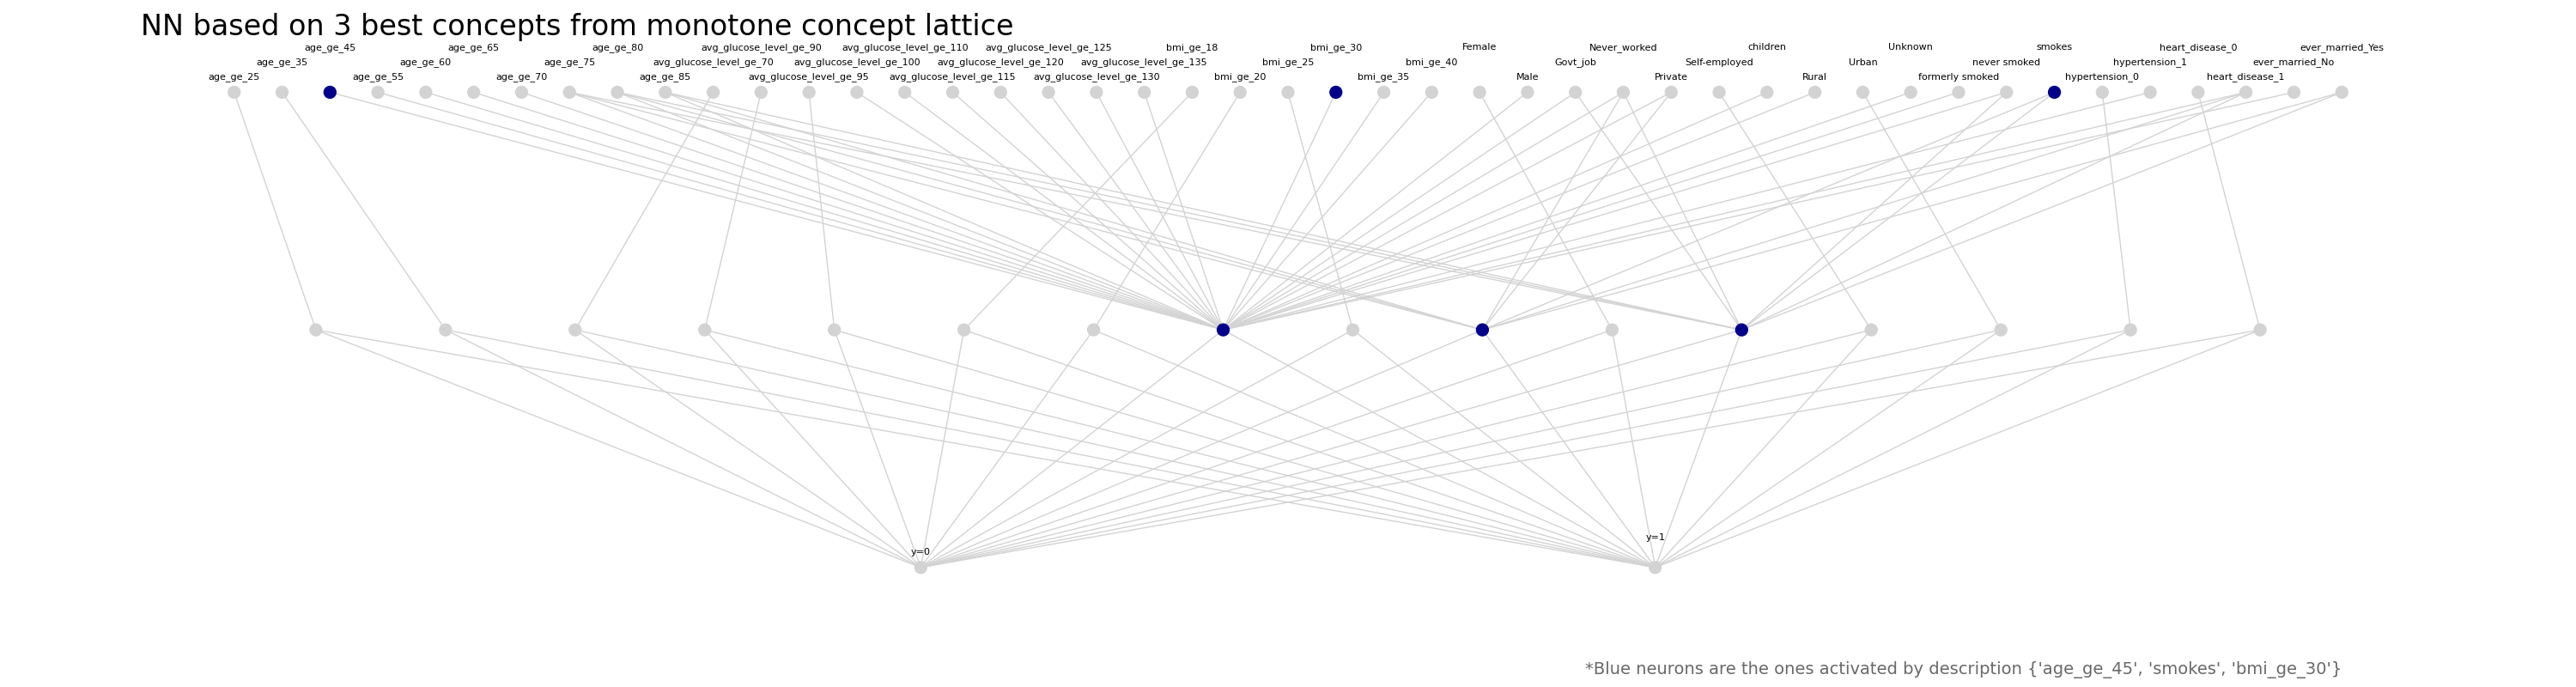 NN based on 3 best concepts from monotone concept lattice
age_ge_45 age_ge_65 age_ge_80 avg_glucose_level_ge_90 avg_glucose_level_ge_110 avg_glucose_level_ge_125 bmi_ge_18 bmi_ge_30 Female Never_worked children Unknown smokes heart_disease_0 ever_married_Yes
age_ge_35 age_ge_60 age_ge_75 avg_glucose_level_ge_70 avg_glucose_level_ge_100 avg_glucose_level_ge_120 avg_glucose_level_ge_135 bmi_ge_25 bmi_ge_40 Govt_job Self-employed Urban never smoked hypertension_1 ever_married_No
age_ge_25 age_ge_55 age_ge_70 age_ge_85 avg_glucose_level_ge_95 avg_glucose_level_ge_115 avg_glucose_level_ge_130 bmi_ge_20 bmi_ge_35 Male Private Rural formerly smoked hypertension_0 heart_disease_1
y=1
y=0
*Blue neurons are the ones activated by description {'age_ge_45', 'smokes', 'bmi_ge_30'}